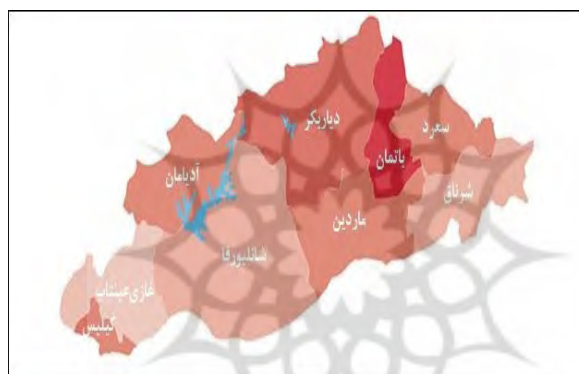 دیاربکر
سعرد
باتمان
آدیامان
شرناق
ماردین
شانلیورفا
غازی‌عینتاب
کیلیس